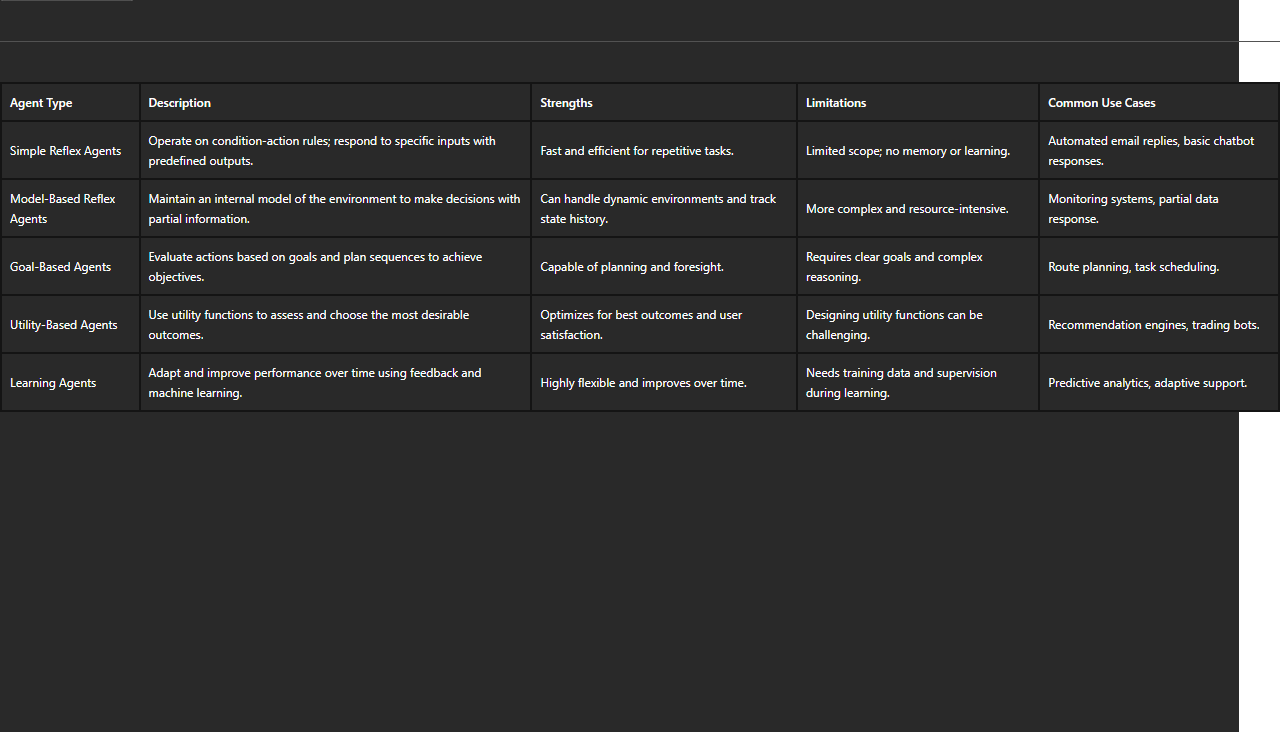 Agent Type
Description
Strengths
Limitations
Common Use Cases
Simple Reflex Agents
Operate on condition-action rules; respond to specific inputs with
predefined outputs.
Fast and efficient for repetitive tasks.
Limited scope; no memory or learning.
Automated email replies, basic chatbot
responses.
Model-Based Reflex
Agents
Maintain an internal model of the environment to make decisions with
partial information.
Can handle dynamic environments and track
state history.
More complex and resource-intensive.
Monitoring systems, partial data
response.
Goal-Based Agents
Evaluate actions based on goals and plan sequences to achieve
objectives.
Capable of planning and foresight.
Requires clear goals and complex
reasoning.
Route planning, task scheduling.
Utility-Based Agents
Use utility functions to assess and choose the most desirable
outcomes.
Optimizes for best outcomes and user
satisfaction.
Designing utility functions can be
challenging.
Recommendation engines, trading bots.
Learning Agents
Adapt and improve performance over time using feedback and
machine learning.
Highly flexible and improves over time.
Needs training data and supervision
during learning.
Predictive analytics, adaptive support.